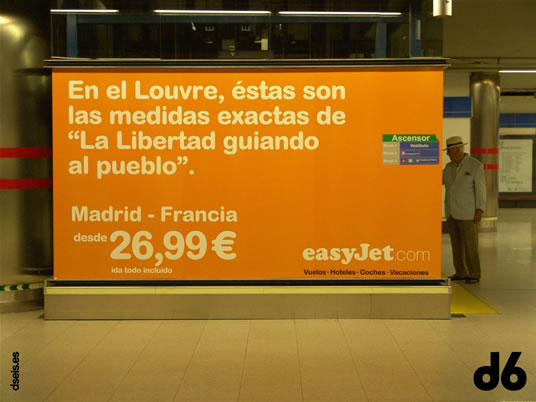 En el Louvre, éstas son
las medidas exactas de
“La Libertad guiando
al pueblo”.
Madrid - Francia
desde 26,99 €
ida todo incluido
easyJet.com
Vuelos · Hoteles · Coches · Vacaciones
Ascensor
Vestíbulo
dseis.es
d6